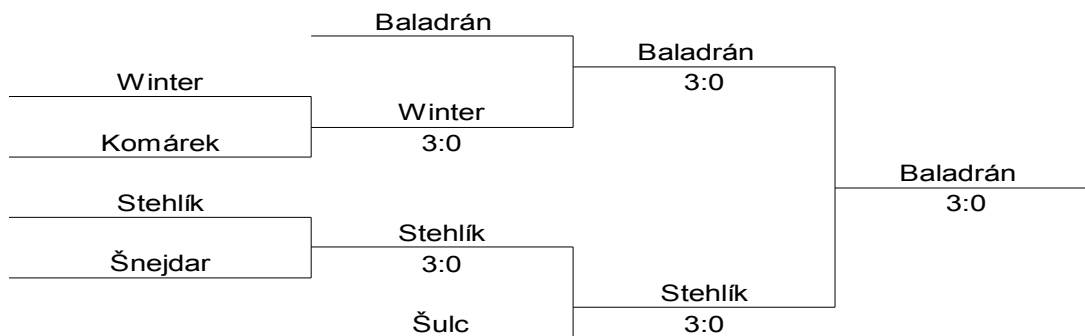 Baladrán
Baladrán
Winter
3:0
Winter
Komárek
3:0
Baladrán
Stehlík
3:0
Stehlík
Šnejdar
3:0
Stehlík
Šulc
3:0